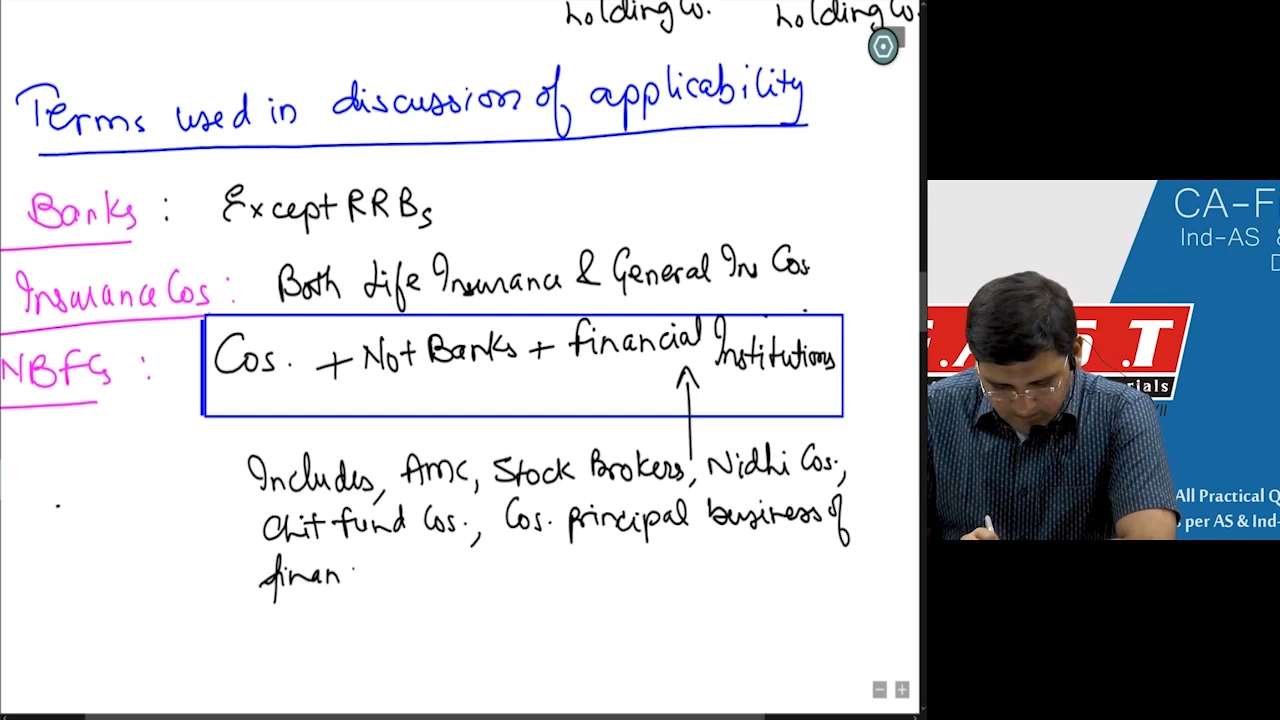 holding Co. holding Co.
Terms used in discussion of applicability
Banks : Except RRBs
Insurance Cos : Both Life Insurance & General Ins Cos
NBFCs : Cos. + Not Banks + financial Institutions
Includes, AMC, Stock Brokers, Nidhi Cos.,
Chit fund Cos., Cos. principal business of
finan
CA-F
Ind-AS &
D
F.A.S.T
rials
All Practical Q
per AS & Ind-